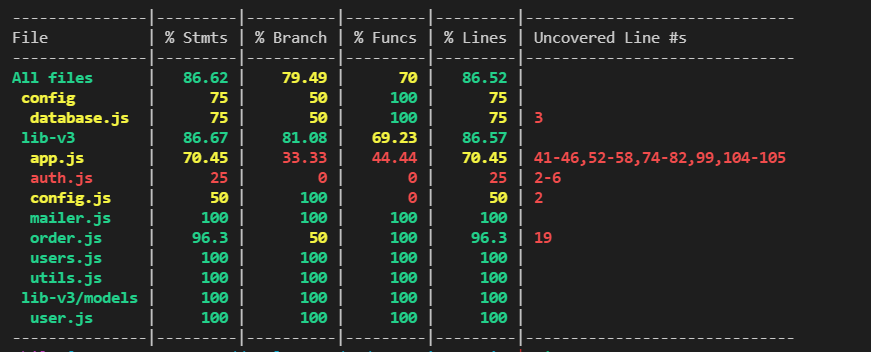 ---------------|---------|----------|---------|---------|------------------------------
File           | % Stmts | % Branch | % Funcs | % Lines | Uncovered Line #s
---------------|---------|----------|---------|---------|------------------------------
All files      |   86.62 |    79.49 |      70 |   86.52 |
 config        |      75 |       50 |     100 |      75 |
  database.js  |      75 |       50 |     100 |      75 | 3
 lib-v3        |   86.67 |    81.08 |   69.23 |   86.57 |
  app.js       |   70.45 |    33.33 |   44.44 |   70.45 | 41-46,52-58,74-82,99,104-105
  auth.js      |      25 |        0 |       0 |      25 | 2-6
  config.js    |      50 |      100 |       0 |      50 | 2
  mailer.js    |     100 |      100 |     100 |     100 |
  order.js     |    96.3 |       50 |     100 |    96.3 | 19
  users.js     |     100 |      100 |     100 |     100 |
  utils.js     |     100 |      100 |     100 |     100 |
 lib-v3/models |     100 |      100 |     100 |     100 |
  user.js      |     100 |      100 |     100 |     100 |
---------------|---------|----------|---------|---------|------------------------------